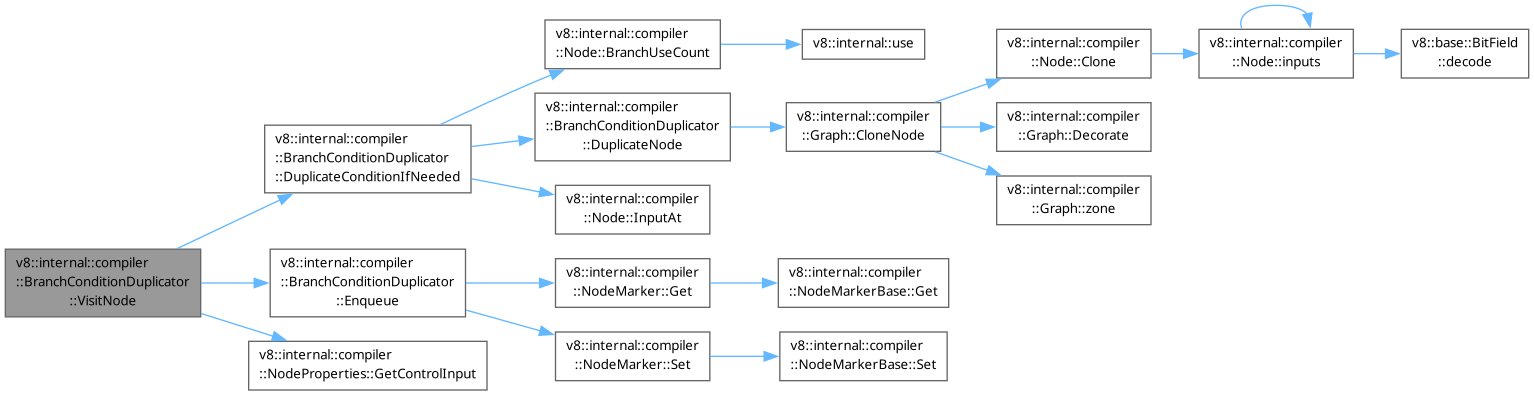 v8::internal::compiler
::BranchConditionDuplicator
::VisitNode
v8::internal::compiler
::BranchConditionDuplicator
::DuplicateConditionIfNeeded
v8::internal::compiler
::Node::BranchUseCount
v8::internal::use
v8::internal::compiler
::BranchConditionDuplicator
::DuplicateNode
v8::internal::compiler
::Graph::CloneNode
v8::internal::compiler
::Node::Clone
v8::internal::compiler
::Node::inputs
v8::base::BitField
::decode
v8::internal::compiler
::Graph::Decorate
v8::internal::compiler
::Graph::zone
v8::internal::compiler
::Node::InputAt
v8::internal::compiler
::BranchConditionDuplicator
::Enqueue
v8::internal::compiler
::NodeMarker::Get
v8::internal::compiler
::NodeMarkerBase::Get
v8::internal::compiler
::NodeMarker::Set
v8::internal::compiler
::NodeMarkerBase::Set
v8::internal::compiler
::NodeProperties::GetControlInput